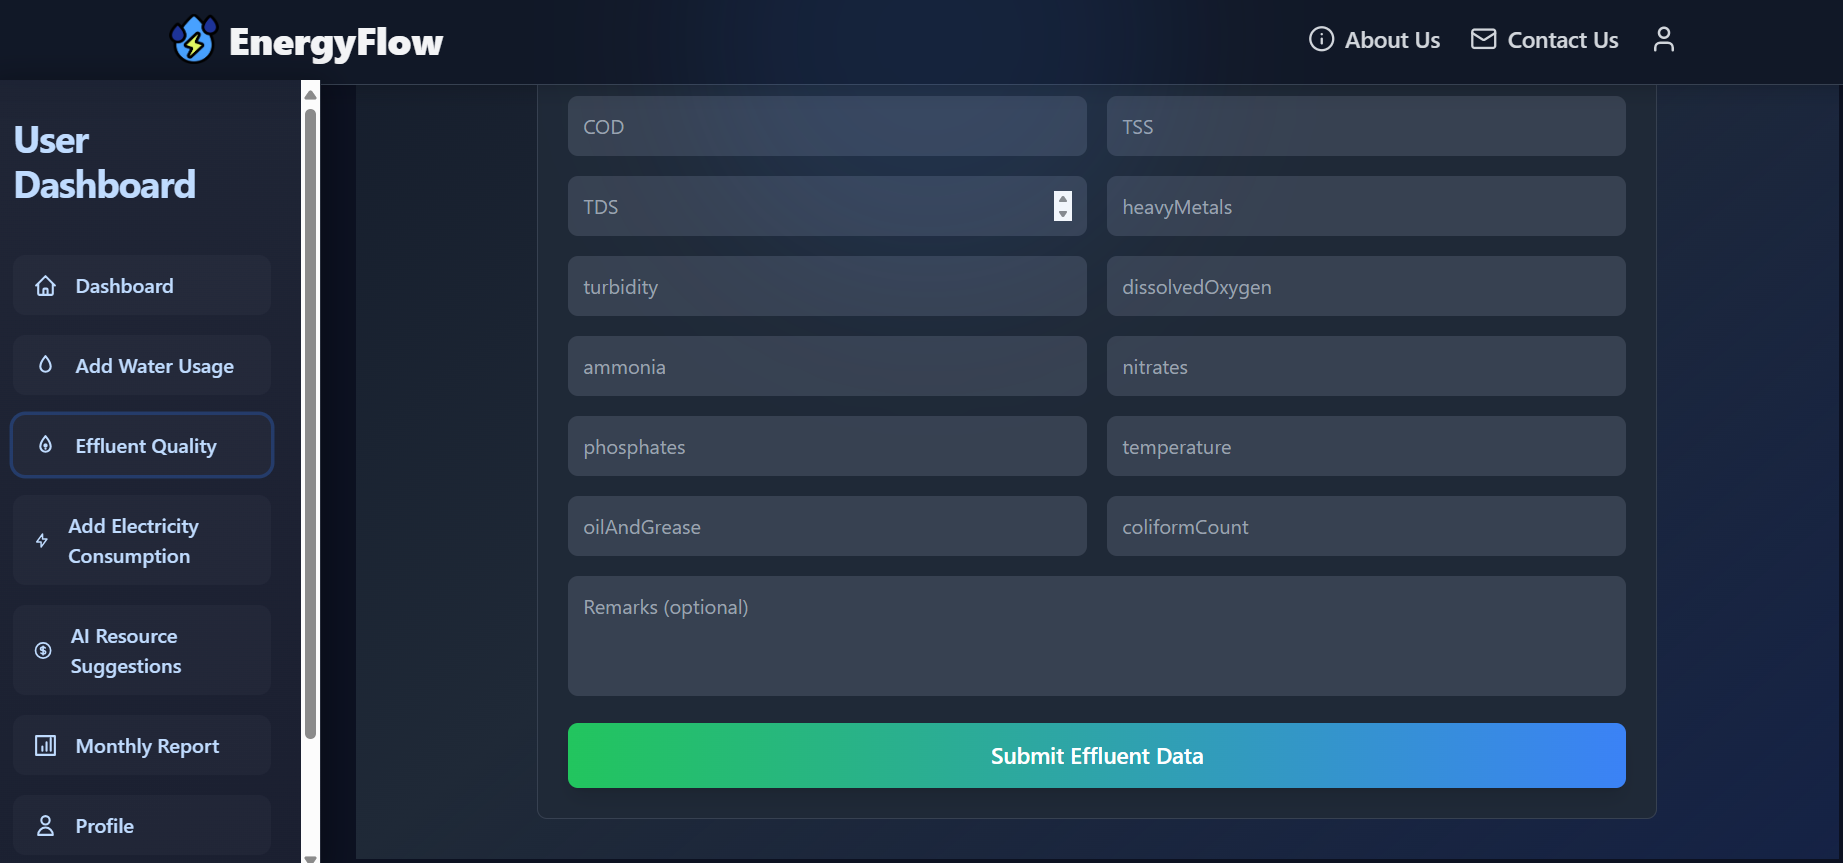 EnergyFlow
About Us
Contact Us
User
Dashboard
Dashboard
Add Water Usage
Effluent Quality
Add Electricity
Consumption
AI Resource
Suggestions
Monthly Report
Profile
COD
TSS
TDS
heavyMetals
turbidity
dissolvedOxygen
ammonia
nitrates
phosphates
temperature
oilAndGrease
coliformCount
Remarks (optional)
Submit Effluent Data